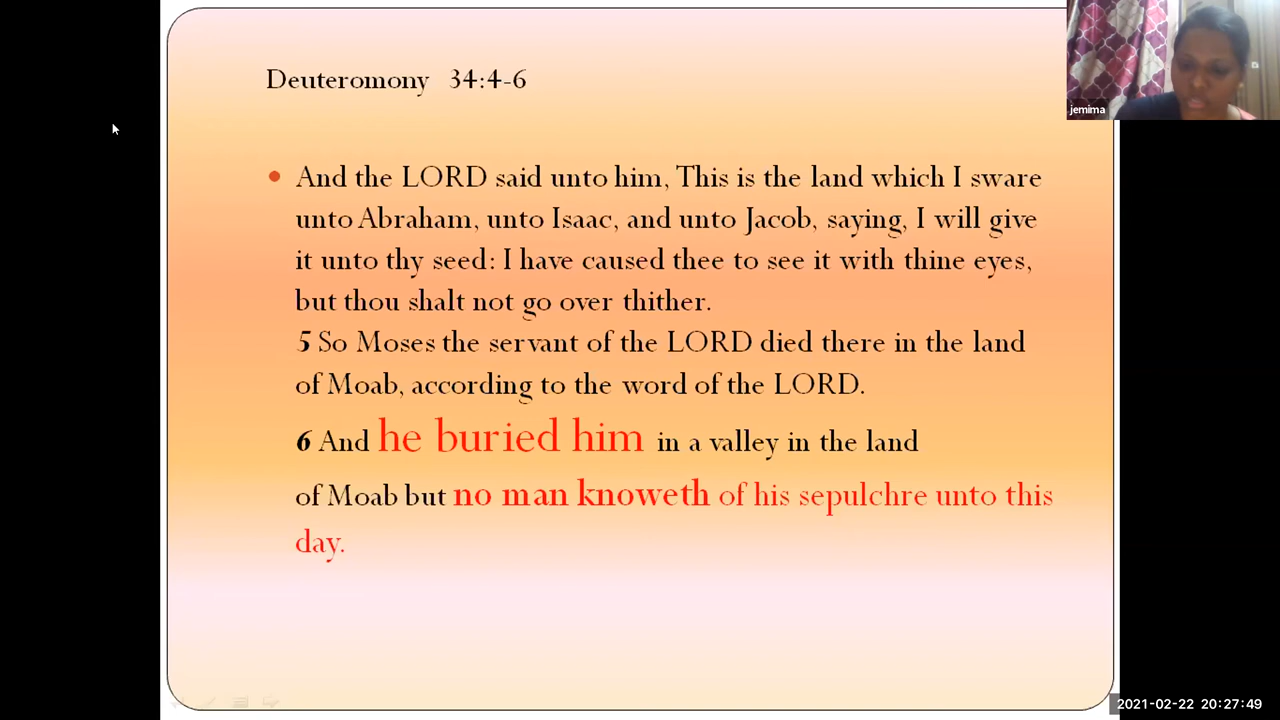 Deuteromony 34:4-6
jemima
And the LORD said unto him, This is the land which I sware
unto Abraham, unto Isaac, and unto Jacob, saying, I will give
it unto thy seed: I have caused thee to see it with thine eyes,
but thou shalt not go over thither.
5 So Moses the servant of the LORD died there in the land
of Moab, according to the word of the LORD.
6 And he buried him in a valley in the land
of Moab but no man knoweth of his sepulchre unto this
day.
2021-02-22 20:27:49